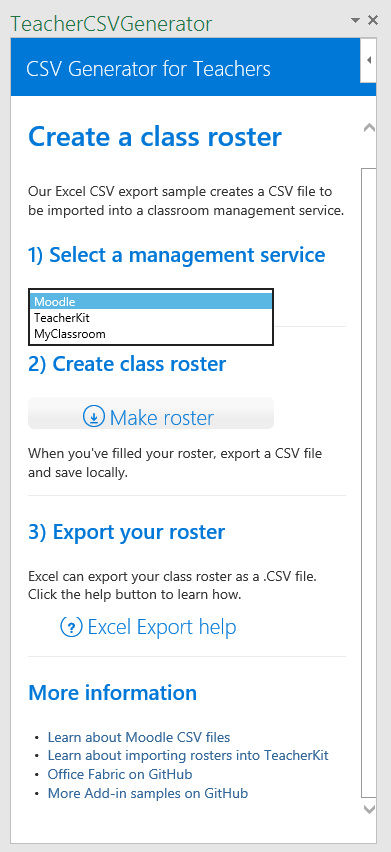 TeacherCSVGenerator
CSV Generator for Teachers
Create a class roster
Our Excel CSV export sample creates a CSV file to
be imported into a classroom management service.
1) Select a management service
Moodle
TeacherKit
MyClassroom
2) Create class roster
Make roster
When you've filled your roster, export a CSV file
and save locally.
3) Export your roster
Excel can export your class roster as a .CSV file.
Click the help button to learn how.
Excel Export help
More information
• Learn about Moodle CSV files
• Learn about importing rosters into TeacherKit
• Office Fabric on GitHub
• More Add-in samples on GitHub